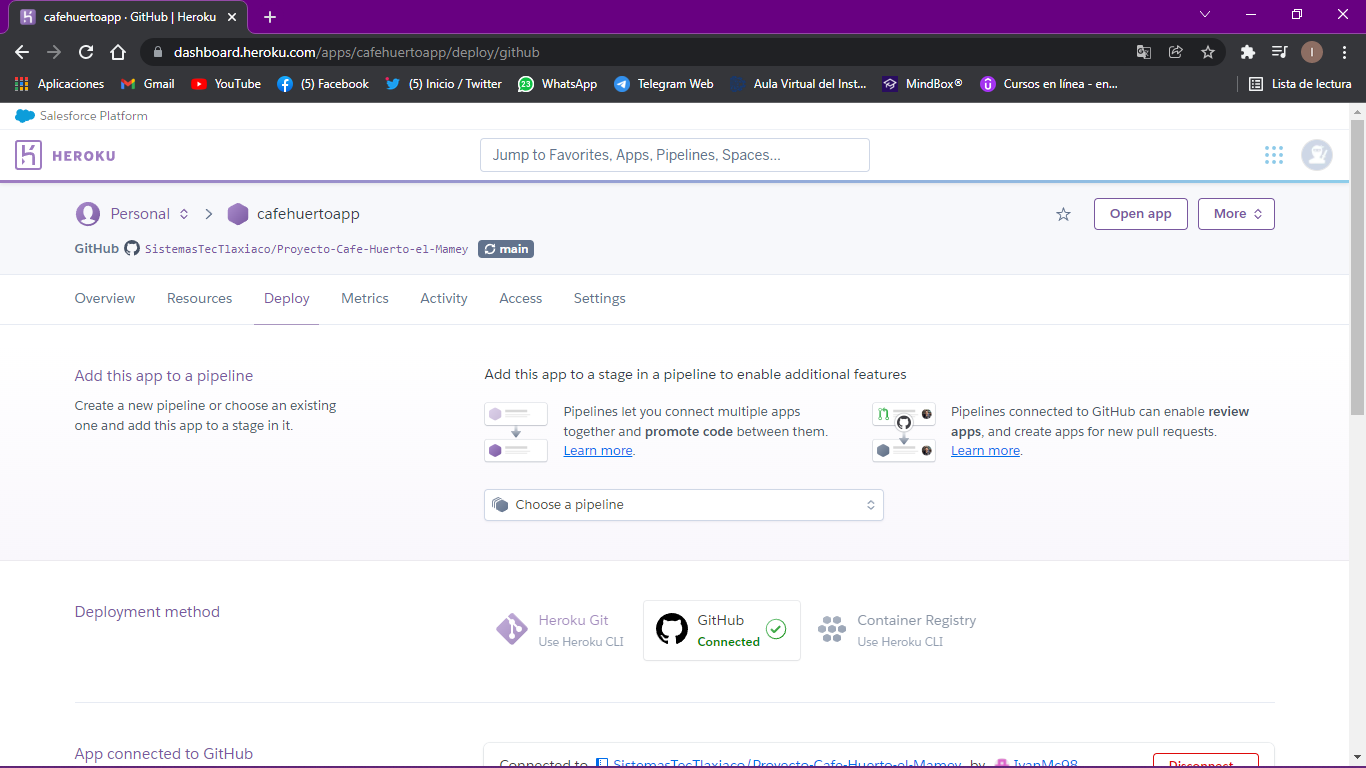 cafehuertoapp · GitHub | Heroku
dashboard.heroku.com/apps/cafehuertoapp/deploy/github
Aplicaciones Gmail YouTube (5) Facebook (5) Inicio / Twitter 23 WhatsApp Telegram Web Aula Virtual del Inst... MindBox® Cursos en línea - en... Lista de lectura
Salesforce Platform
HEROKU Jump to Favorites, Apps, Pipelines, Spaces...
Personal cafehuertoapp Open app More
GitHub SistemasTecTlaxiaco/Proyecto-Cafe-Huerto-el-Mamey main
Overview Resources Deploy Metrics Activity Access Settings
Add this app to a pipeline
Create a new pipeline or choose an existing
one and add this app to a stage in it.
Add this app to a stage in a pipeline to enable additional features
Pipelines let you connect multiple apps
together and promote code between them.
Learn more.
Pipelines connected to GitHub can enable review
apps, and create apps for new pull requests.
Learn more.
Choose a pipeline
Deployment method
Heroku Git
Use Heroku CLI
GitHub
Connected
Container Registry
Use Heroku CLI
App connected to GitHub
Connected to SistemasTecTlaxiaco/Proyecto-Cafe-Huerto-el-Mamey by IvanMc98 Disconnect...